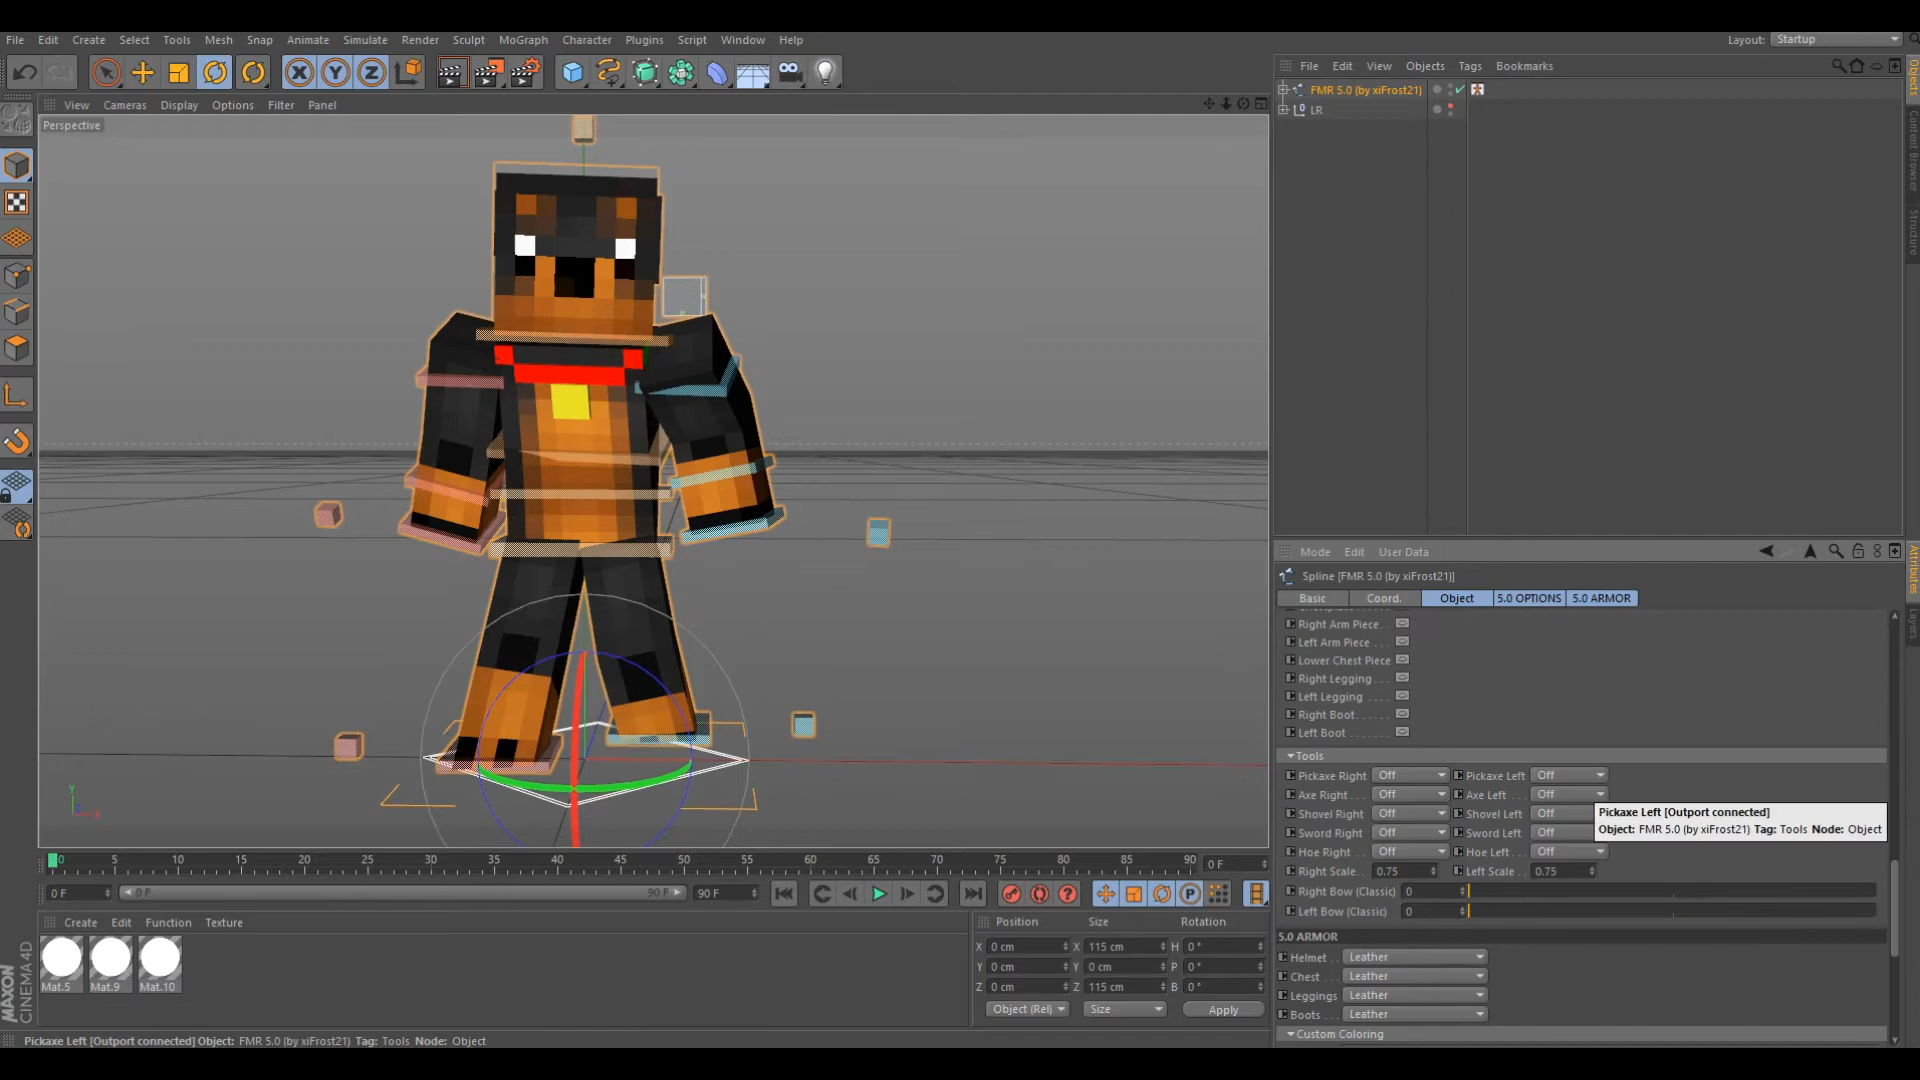 File Edit Create Select Tools Mesh Snap Animate Simulate Render Sculpt MoGraph Character Plugins Script Window Help
Layout: Startup
X Y Z
File Edit View Objects Tags Bookmarks
FMR 5.0 (by xiFrost21)
LR
Objects
Content Browser
Structure
View Cameras Display Options Filter Panel
Perspective
Y
Mode Edit User Data
Spline [FMR 5.0 (by xiFrost21)]
Basic Coord. Object 5.0 OPTIONS 5.0 ARMOR
Attributes
Layers
Right Arm Piece
Left Arm Piece
Lower Chest Piece
Right Legging
Left Legging
Right Boot
Left Boot
Tools
Pickaxe Right Off Pickaxe Left Off
Axe Right Off Axe Left Off
Shovel Right Off Shovel Left Off
Sword Right Off Sword Left Off
Hoe Right Off Hoe Left Off
Right Scale 0.75 Left Scale 0.75
Right Bow (Classic) 0
Left Bow (Classic) 0
Pickaxe Left [Outport connected]
Object: FMR 5.0 (by xiFrost21) Tag: Tools Node: Object
5.0 ARMOR
Helmet Leather
Chest Leather
Leggings Leather
Boots Leather
Custom Coloring
0 5 10 15 20 25 30 35 40 45 50 55 60 65 70 75 80 85 90 0 F
0 F 0 F 90 F 90 F
Create Edit Function Texture
Mat.5 Mat.9 Mat.10
Position Size Rotation
X 0 cm X 115 cm H 0 °
Y 0 cm Y 0 cm P 0 °
Z 0 cm Z 115 cm B 0 °
Object (Rel) Size Apply
MAXON
CINEMA 4D
Pickaxe Left [Outport connected] Object: FMR 5.0 (by xiFrost21) Tag: Tools Node: Object